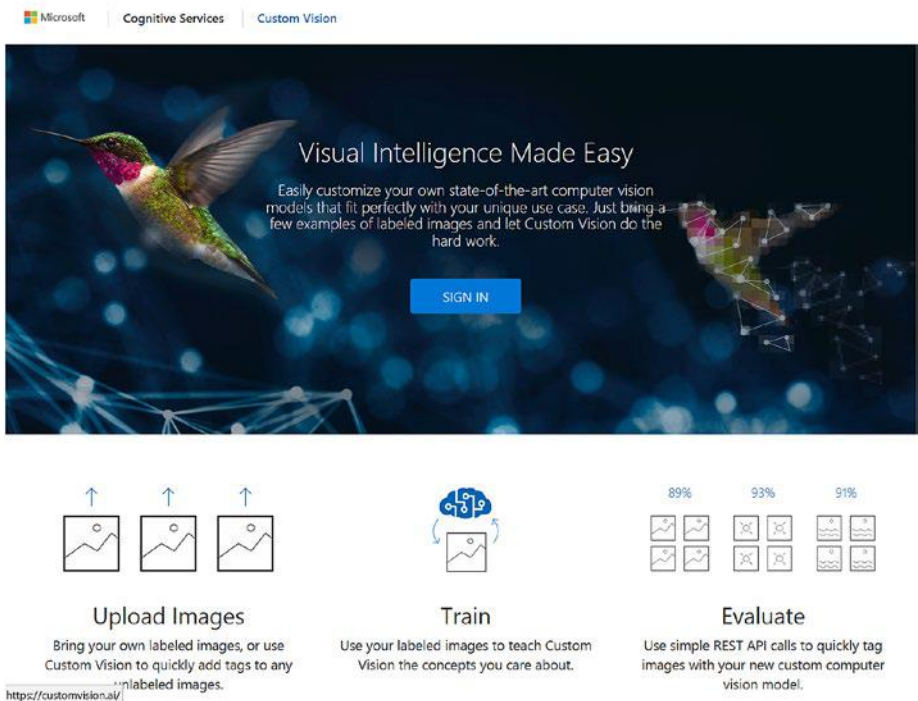 Microsoft Cognitive Services Custom Vision
Visual Intelligence Made Easy
Easily customize your own state-of-the-art computer vision
models that fit perfectly with your unique use case. Just bring a
few examples of labeled images and let Custom Vision do the
hard work.
SIGN IN
89% 93% 91%
Upload Images
Bring your own labeled images, or use
Custom Vision to quickly add tags to any
unlabeled images.
Train
Use your labeled images to teach Custom
Vision the concepts you care about.
Evaluate
Use simple REST API calls to quickly tag
images with your new custom computer
vision model.
https://customvision.ai/